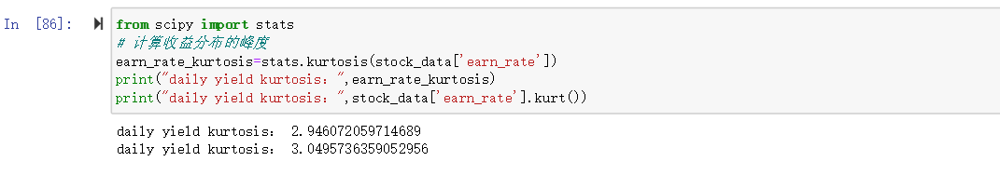 In [86]:
from scipy import stats
# 计算收益分布的峰度
earn_rate_kurtosis=stats.kurtosis(stock_data['earn_rate'])
print("daily yield kurtosis：",earn_rate_kurtosis)
print("daily yield kurtosis：",stock_data['earn_rate'].kurt())
daily yield kurtosis： 2.946072059714689
daily yield kurtosis： 3.0495736359052956